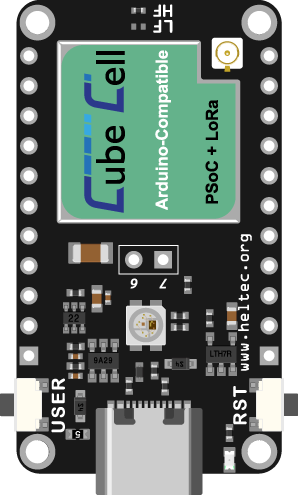 HF
LF
Cube Cell
Arduino-Compatible
PSoC + LoRa
www.heltec.org
6 7
22
9A29
LTH7R
USER
RST